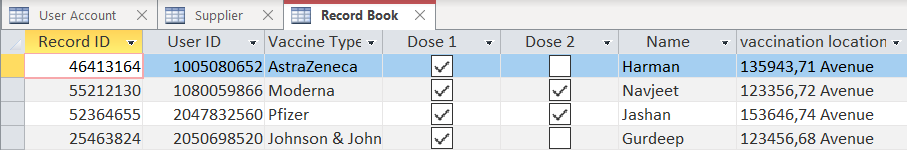 User Account Supplier Record Book
Record ID User ID Vaccine Type Dose 1 Dose 2 Name vaccination location
46413164 1005080652 AstraZeneca Harman 135943,71 Avenue
55212130 1080059866 Moderna Navjeet 123356,72 Avenue
52364655 2047832560 Pfizer Jashan 153646,74 Avenue
25463824 2050698520 Johnson & John Gurdeep 123456,68 Avenue